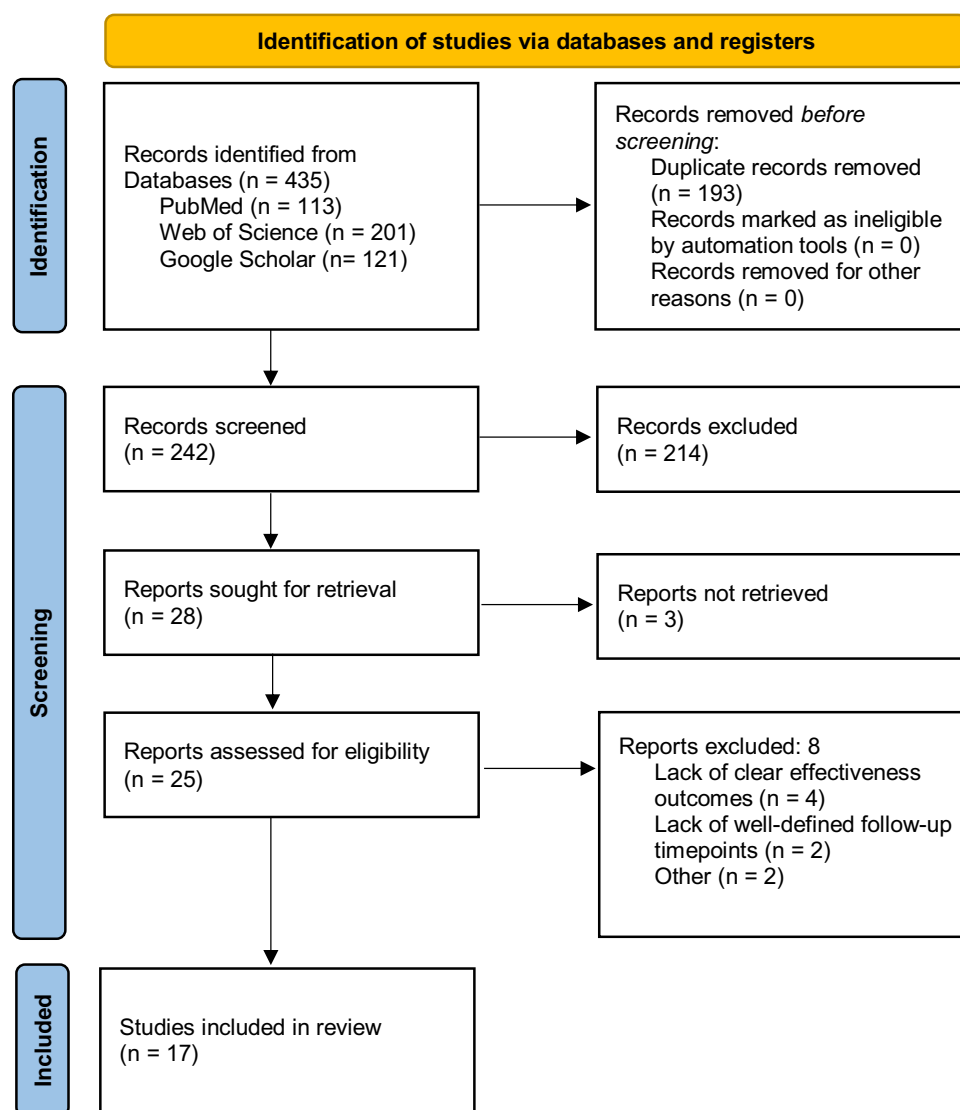 Identification of studies via databases and registers
Identification
Records identified from
Databases (n = 435)
PubMed (n = 113)
Web of Science (n = 201)
Google Scholar (n= 121)
Records removed before
screening:
Duplicate records removed
(n = 193)
Records marked as ineligible
by automation tools (n = 0)
Records removed for other
reasons (n = 0)
Screening
Records screened
(n = 242)
Records excluded
(n = 214)
Reports sought for retrieval
(n = 28)
Reports not retrieved
(n = 3)
Reports assessed for eligibility
(n = 25)
Reports excluded: 8
Lack of clear effectiveness
outcomes (n = 4)
Lack of well-defined follow-up
timepoints (n = 2)
Other (n = 2)
Included
Studies included in review
(n = 17)